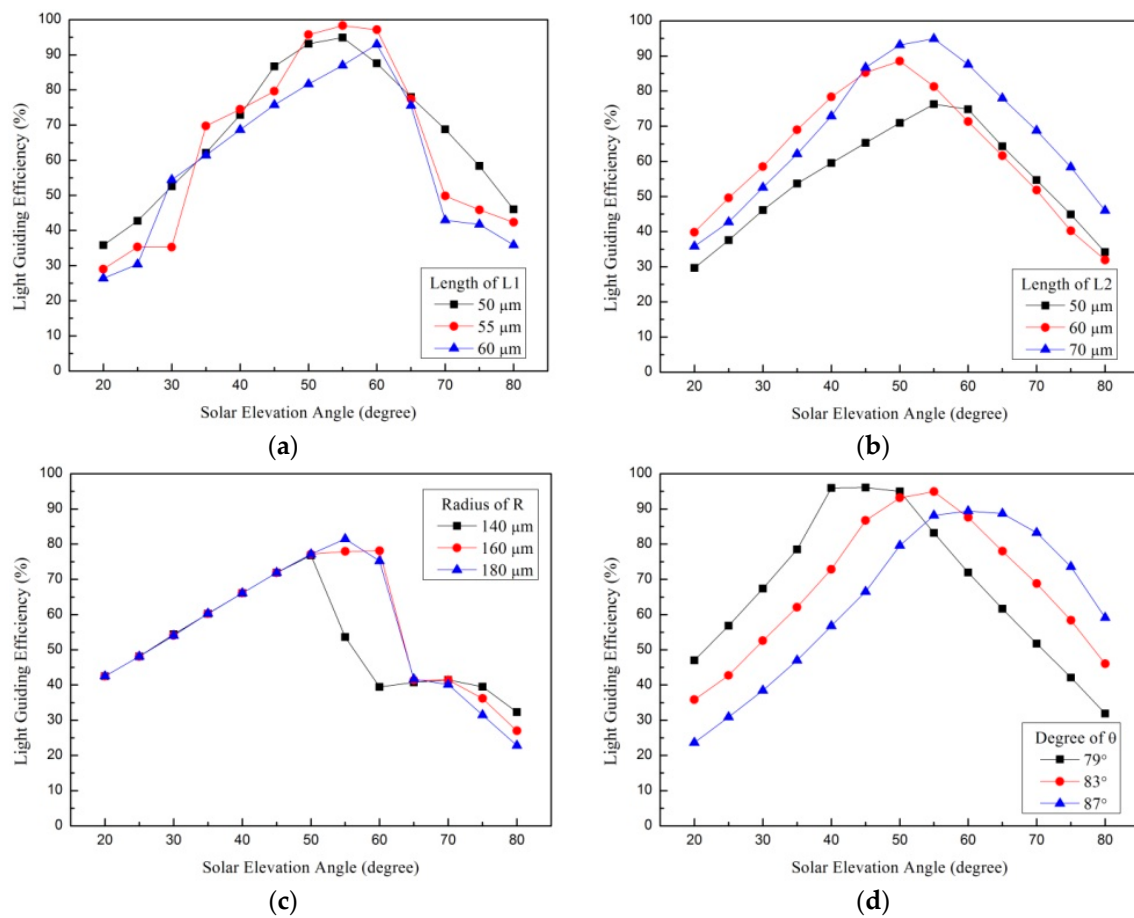 100
90
80
70
60
50
40
30
20
10
0
Light Guiding Efficiency (%)
Length of L1
50 μm
55 μm
60 μm
20 30 40 50 60 70 80
Solar Elevation Angle (degree)
(a)
100
90
80
70
60
50
40
30
20
10
0
Light Guiding Efficiency (%)
Length of L2
50 μm
60 μm
70 μm
20 30 40 50 60 70 80
Solar Elevation Angle (degree)
(b)
100
90
80
70
60
50
40
30
20
10
0
Light Guiding Efficiency (%)
Radius of R
140 μm
160 μm
180 μm
20 30 40 50 60 70 80
Solar Elevation Angle (degree)
(c)
100
90
80
70
60
50
40
30
20
10
0
Light Guiding Efficiency (%)
Degree of θ
79°
83°
87°
20 30 40 50 60 70 80
Solar Elevation Angle (degree)
(d)